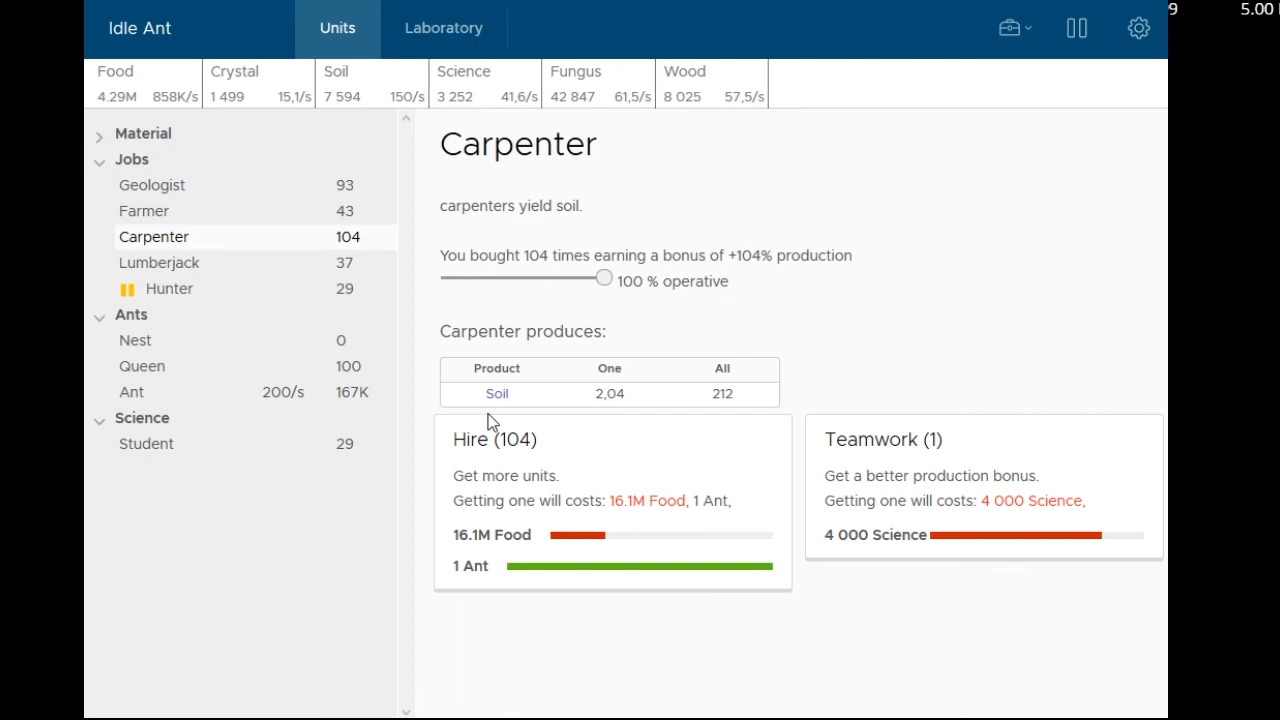 Idle Ant Units Laboratory 9 5.00
Food Crystal Soil Science Fungus Wood
4.29M 858K/s 1 499 15,1/s 7 594 150/s 3 252 41,6/s 42 847 61,5/s 8 025 57,5/s
Material
Jobs
Geologist 93
Farmer 43
Carpenter 104
Lumberjack 37
Hunter 29
Ants
Nest 0
Queen 100
Ant 200/s 167K
Science
Student 29
Carpenter
carpenters yield soil.
You bought 104 times earning a bonus of +104% production
100 % operative
Carpenter produces:
Product One All
Soil 2,04 212
Hire (104)
Get more units.
Getting one will costs: 16.1M Food, 1 Ant,
16.1M Food
1 Ant
Teamwork (1)
Get a better production bonus.
Getting one will costs: 4 000 Science,
4 000 Science